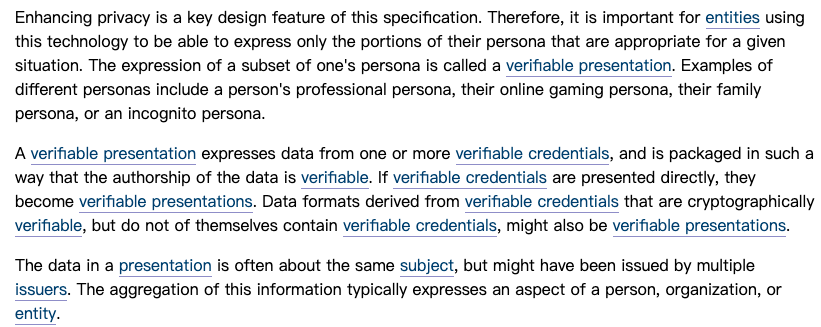 Enhancing privacy is a key design feature of this specification. Therefore, it is important for entities using
this technology to be able to express only the portions of their persona that are appropriate for a given
situation. The expression of a subset of one's persona is called a verifiable presentation. Examples of
different personas include a person's professional persona, their online gaming persona, their family
persona, or an incognito persona.
A verifiable presentation expresses data from one or more verifiable credentials, and is packaged in such a
way that the authorship of the data is verifiable. If verifiable credentials are presented directly, they
become verifiable presentations. Data formats derived from verifiable credentials that are cryptographically
verifiable, but do not of themselves contain verifiable credentials, might also be verifiable presentations.
The data in a presentation is often about the same subject, but might have been issued by multiple
issuers. The aggregation of this information typically expresses an aspect of a person, organization, or
entity.